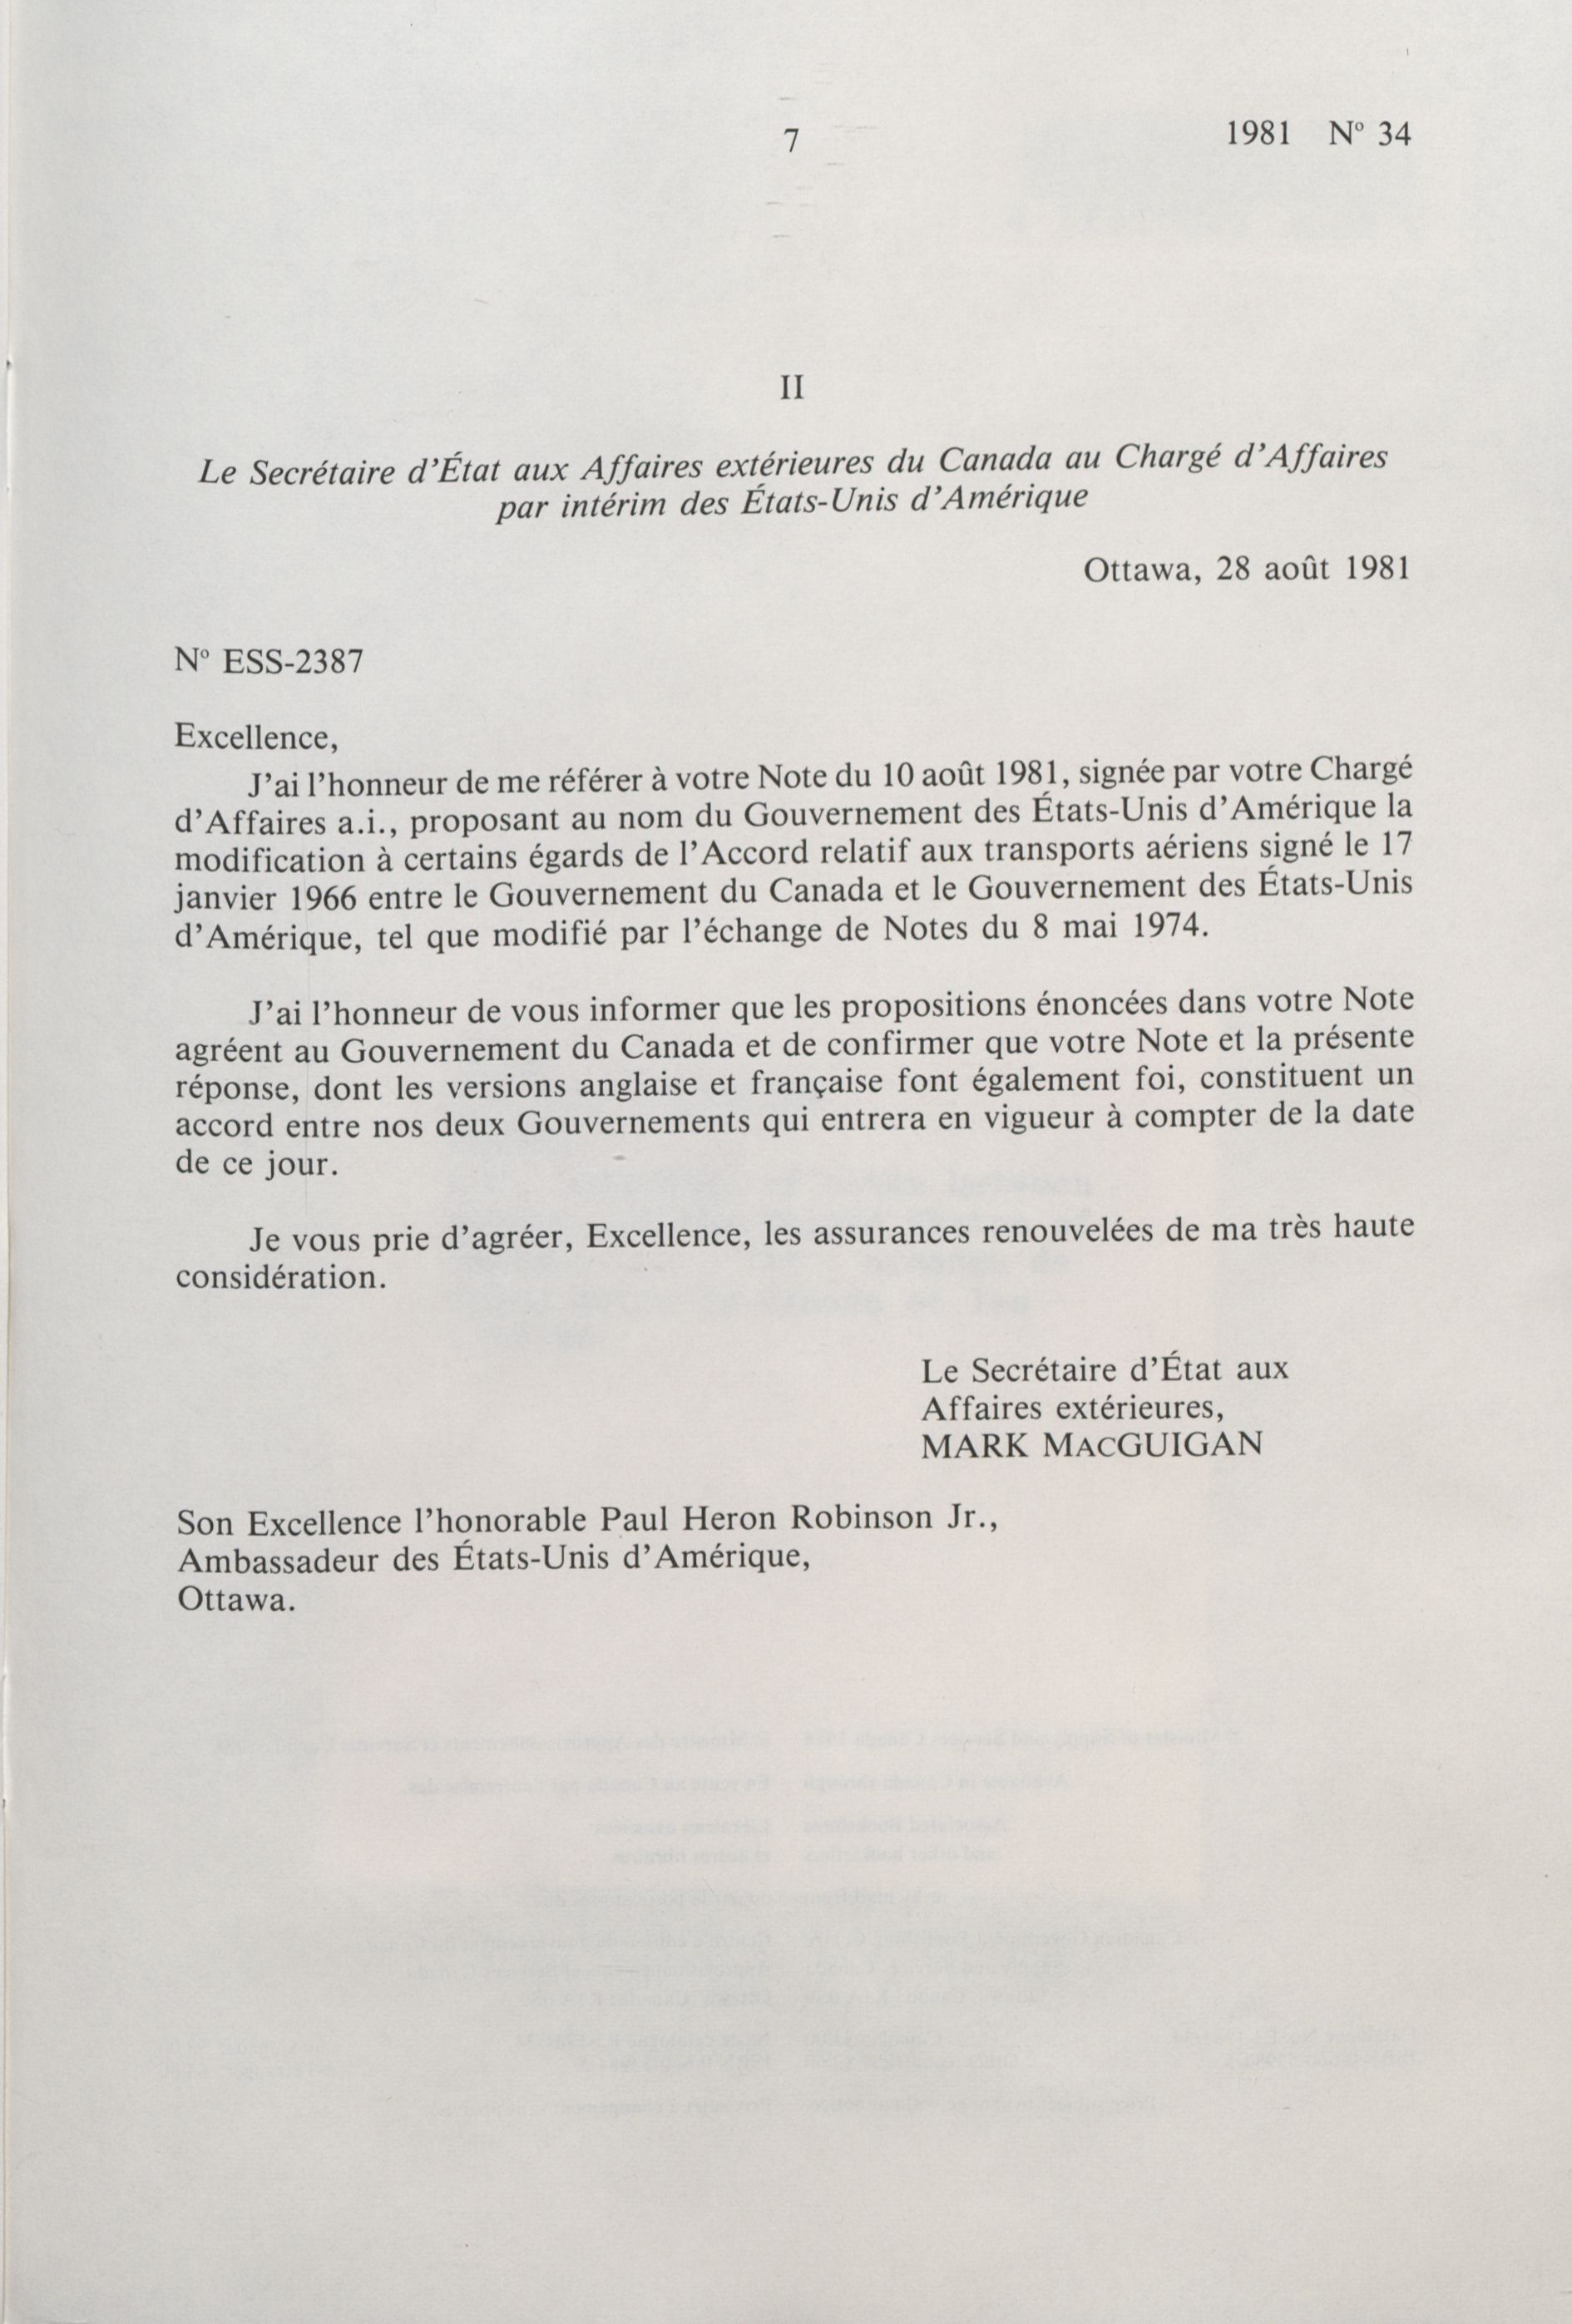 7
1981 Nº 34
II
Le Secrétaire d'État aux Affaires extérieures du Canada au Chargé d'Affaires
par intérim des États-Unis d'Amérique
Ottawa, 28 août 1981
Nº ESS-2387
Excellence,
J'ai l'honneur de me référer à votre Note du 10 août 1981, signée par votre Chargé
d'Affaires a.i., proposant au nom du Gouvernement des États-Unis d'Amérique la
modification à certains égards de l'Accord relatif aux transports aériens signé le 17
janvier 1966 entre le Gouvernement du Canada et le Gouvernement des États-Unis
d'Amérique, tel que modifié par l'échange de Notes du 8 mai 1974.
J'ai l'honneur de vous informer que les propositions énoncées dans votre Note
agréent au Gouvernement du Canada et de confirmer que votre Note et la présente
réponse, dont les versions anglaise et française font également foi, constituent un
accord entre nos deux Gouvernements qui entrera en vigueur à compter de la date
de ce jour.
Je vous prie d'agréer, Excellence, les assurances renouvelées de ma très haute
considération.
Le Secrétaire d'État aux
Affaires extérieures,
MARK MACGUIGAN
Son Excellence l'honorable Paul Heron Robinson Jr.,
Ambassadeur des États-Unis d'Amérique,
Ottawa.